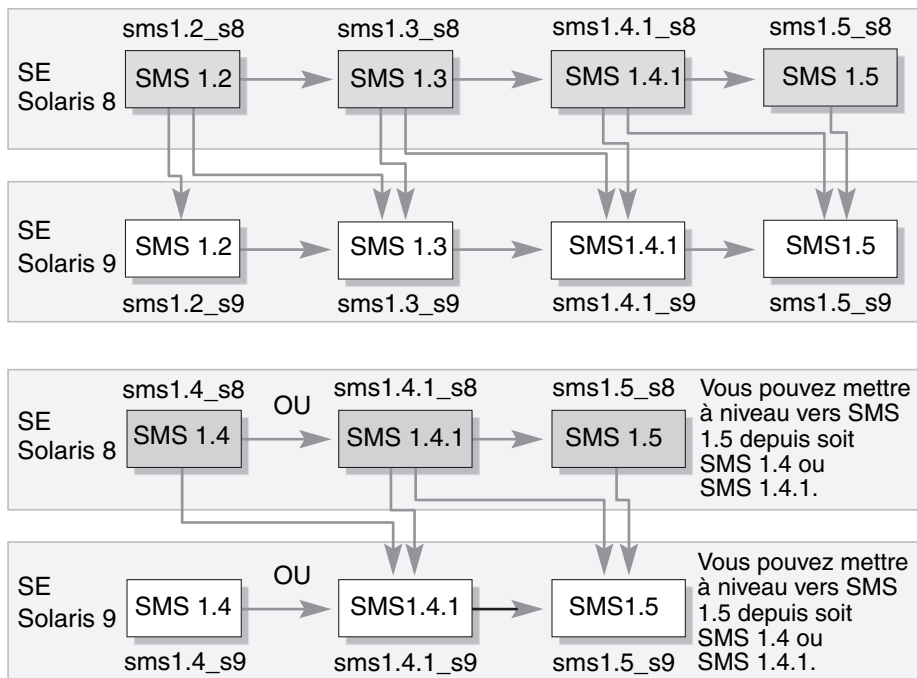 sms1.2_s8 sms1.3_s8 sms1.4.1_s8 sms1.5_s8
SE
Solaris 8
SMS 1.2 SMS 1.3 SMS 1.4.1 SMS 1.5
SE
Solaris 9
SMS 1.2 SMS 1.3 SMS1.4.1 SMS1.5
sms1.2_s9 sms1.3_s9 sms1.4.1_s9 sms1.5_s9
sms1.4_s8 OU sms1.4.1_s8 sms1.5_s8
SE
Solaris 8
SMS 1.4 SMS 1.4.1 SMS 1.5
Vous pouvez mettre
à niveau vers SMS
1.5 depuis soit
SMS 1.4 ou
SMS 1.4.1.
SE
Solaris 9
OU
SMS 1.4 SMS1.4.1 SMS1.5
sms1.4_s9 sms1.4.1_s9 sms1.5_s9
Vous pouvez mettre
à niveau vers SMS
1.5 depuis soit
SMS 1.4 ou
SMS 1.4.1.